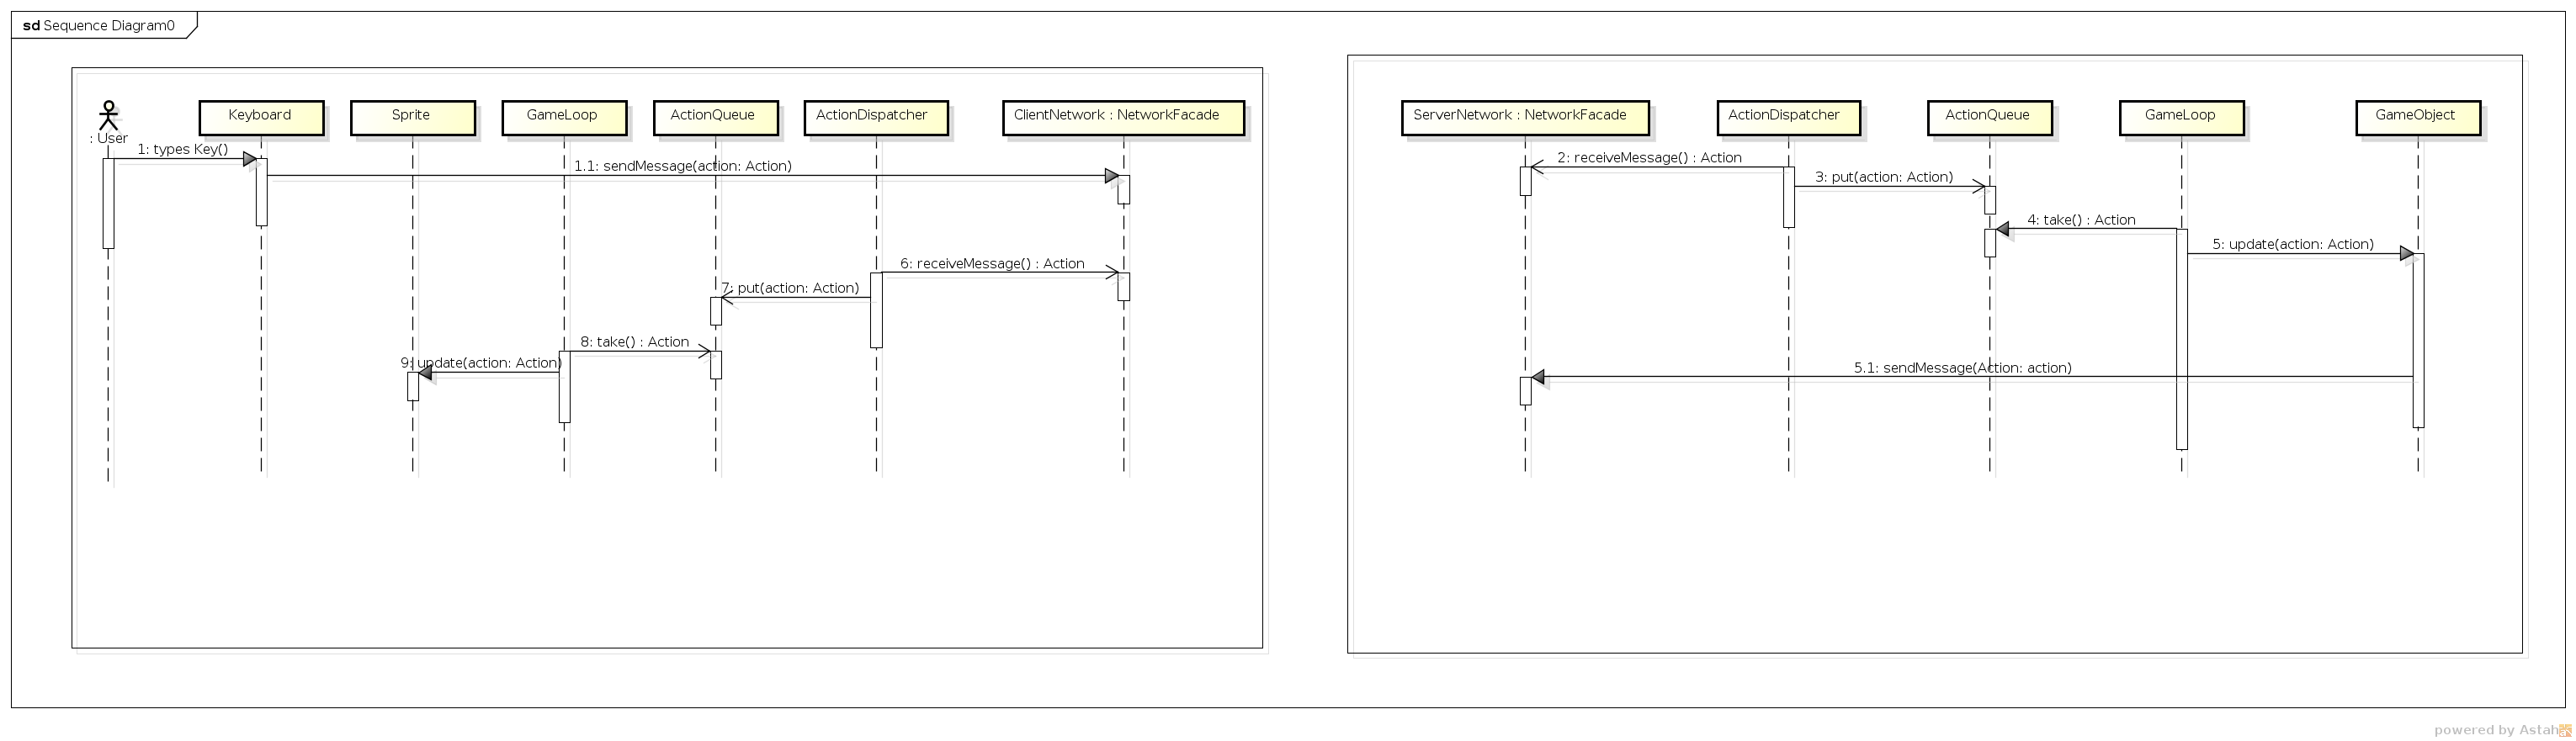 sd Sequence Diagram0
: User
Keyboard
Sprite
GameLoop
ActionQueue
ActionDispatcher
ClientNetwork : NetworkFacade
1: types Key()
1.1: sendMessage(action: Action)
6: receiveMessage() : Action
7: put(action: Action)
8: take() : Action
9: update(action: Action)
ServerNetwork : NetworkFacade
ActionDispatcher
ActionQueue
GameLoop
GameObject
2: receiveMessage() : Action
3: put(action: Action)
4: take() : Action
5: update(action: Action)
5.1: sendMessage(Action: action)
powered by Astah